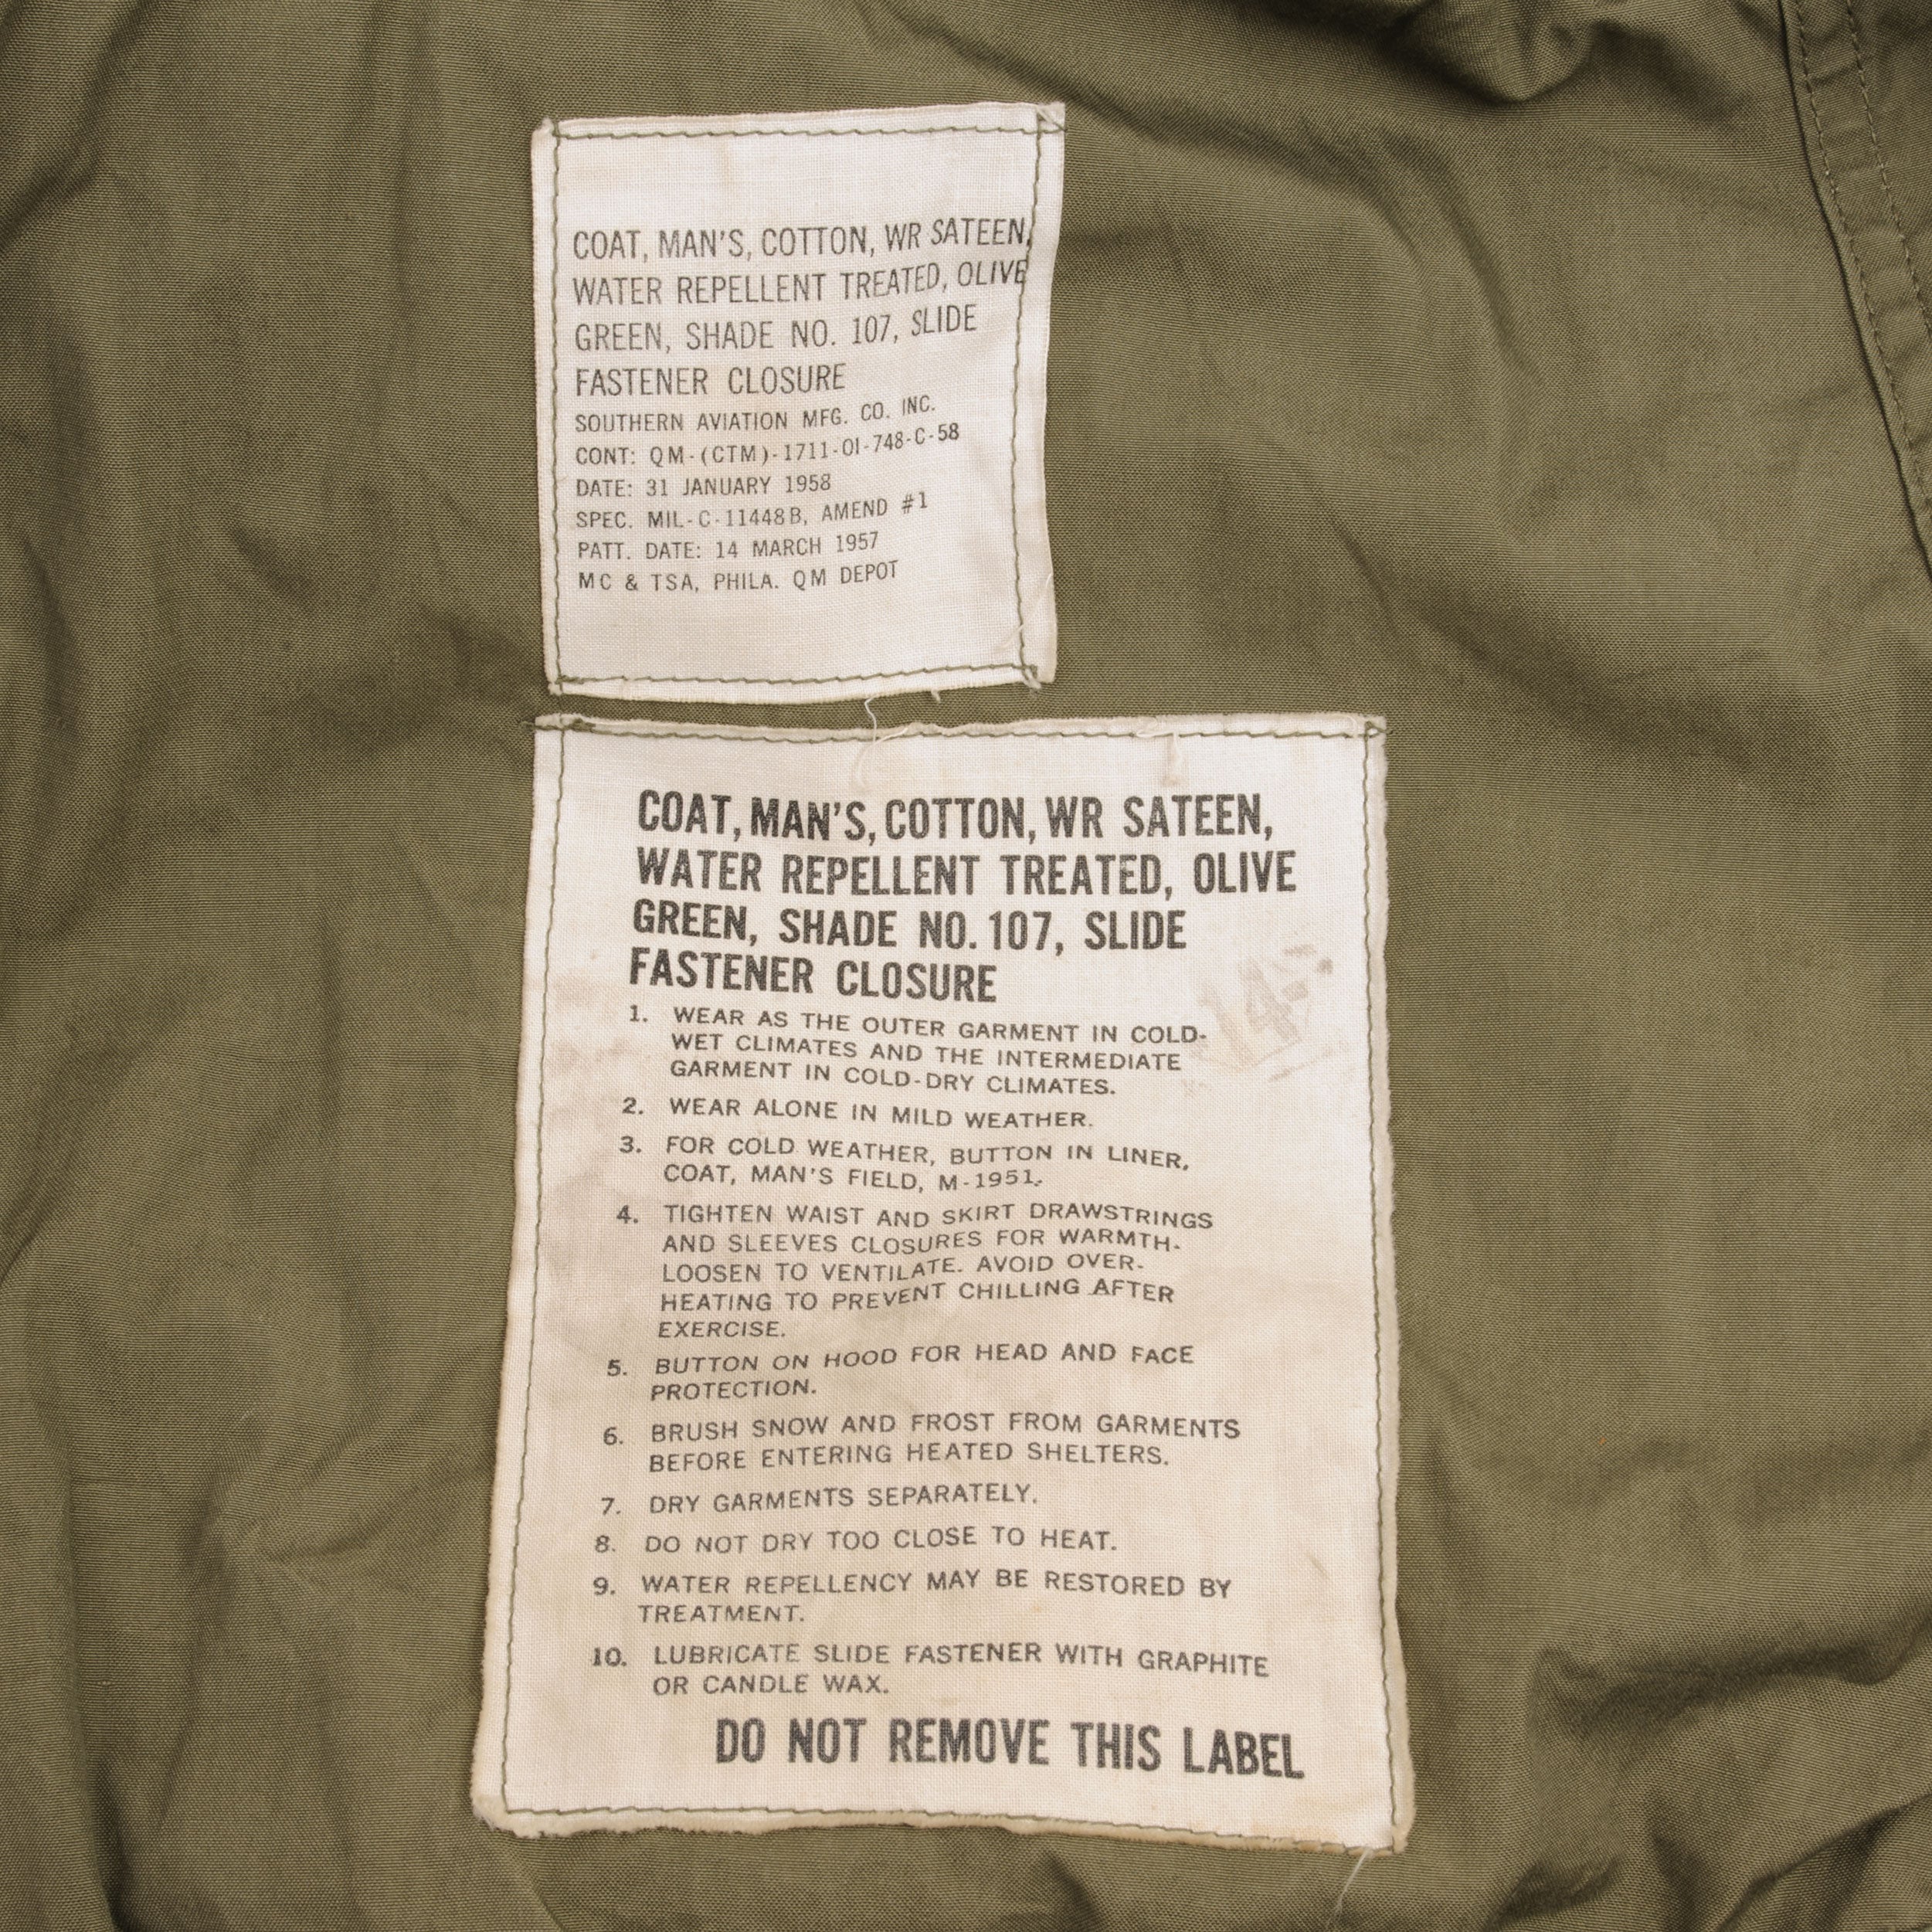 COAT, MAN'S, COTTON, WR SATEEN,
WATER REPELLENT TREATED, OLIVE
GREEN, SHADE NO. 107, SLIDE
FASTENER CLOSURE
SOUTHERN AVIATION MFG. CO. INC.
CONT: QM-(CTM)-1711-OI-748-C-58
DATE: 31 JANUARY 1958
SPEC. MIL-C-11448B, AMEND #1
PATT. DATE: 14 MARCH 1957
MC & TSA, PHILA. QM DEPOT
COAT, MAN'S, COTTON, WR SATEEN,
WATER REPELLENT TREATED, OLIVE
GREEN, SHADE NO. 107, SLIDE
FASTENER CLOSURE
1. WEAR AS THE OUTER GARMENT IN COLD-
WET CLIMATES AND THE INTERMEDIATE
GARMENT IN COLD-DRY CLIMATES.
2. WEAR ALONE IN MILD WEATHER.
3. FOR COLD WEATHER, BUTTON IN LINER,
COAT, MAN'S FIELD, M-1951.
4. TIGHTEN WAIST AND SKIRT DRAWSTRINGS
AND SLEEVES CLOSURES FOR WARMTH-
LOOSEN TO VENTILATE. AVOID OVER-
HEATING TO PREVENT CHILLING AFTER
EXERCISE.
5. BUTTON ON HOOD FOR HEAD AND FACE
PROTECTION.
6. BRUSH SNOW AND FROST FROM GARMENTS
BEFORE ENTERING HEATED SHELTERS.
7. DRY GARMENTS SEPARATELY.
8. DO NOT DRY TOO CLOSE TO HEAT.
9. WATER REPELLENCY MAY BE RESTORED BY
TREATMENT.
10. LUBRICATE SLIDE FASTENER WITH GRAPHITE
OR CANDLE WAX.
DO NOT REMOVE THIS LABEL